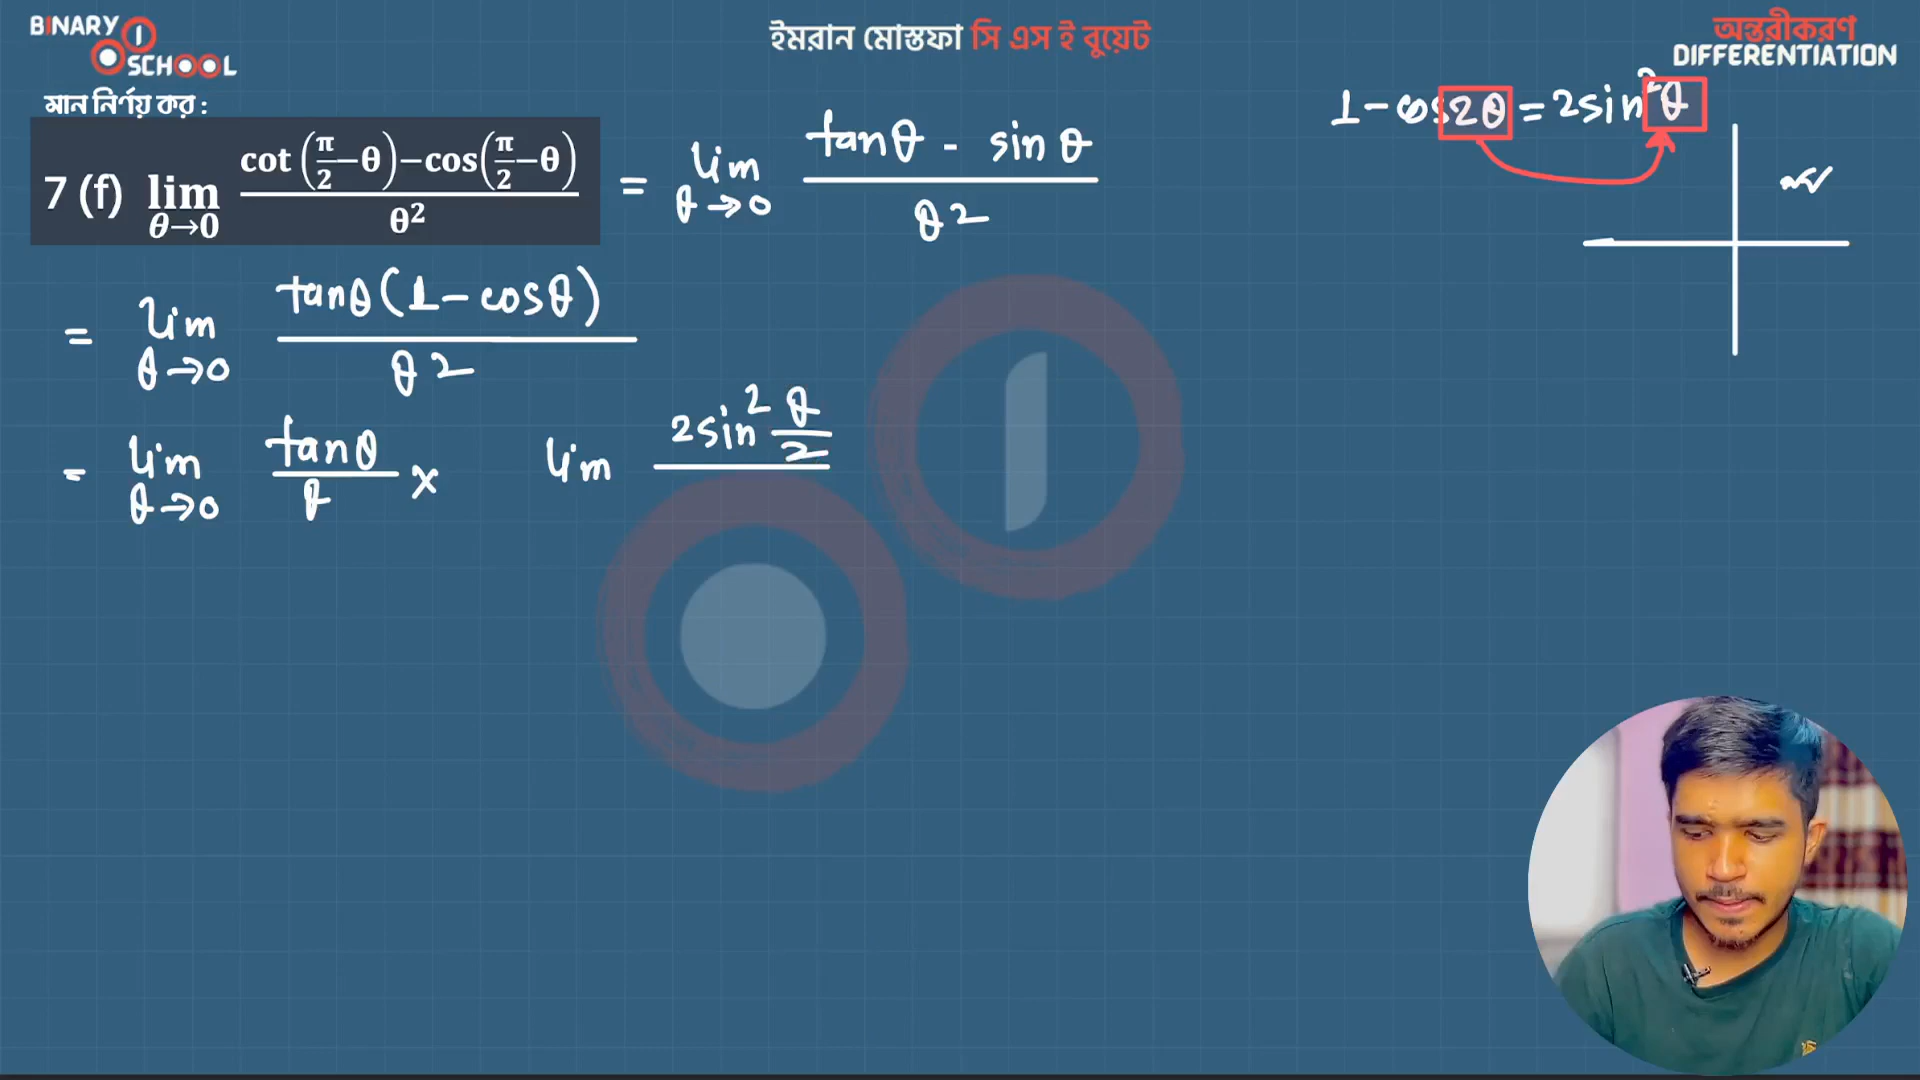 BINARY SCHOOL
ইমরান মোস্তফা সি এস ই বুয়েট
অন্তরীকরণ
DIFFERENTIATION
মান নির্ণয় কর :
7 (f) lim θ→0 (cot (π/2 −θ) −cos(π/2 −θ))/θ² = lim θ→0 (tanθ - sin θ)/θ²
1-cos2θ = 2sin²θ
= lim θ→0 tanθ(1-cosθ)/θ²
= lim θ→0 tanθ/θ × lim 2sin² θ/2